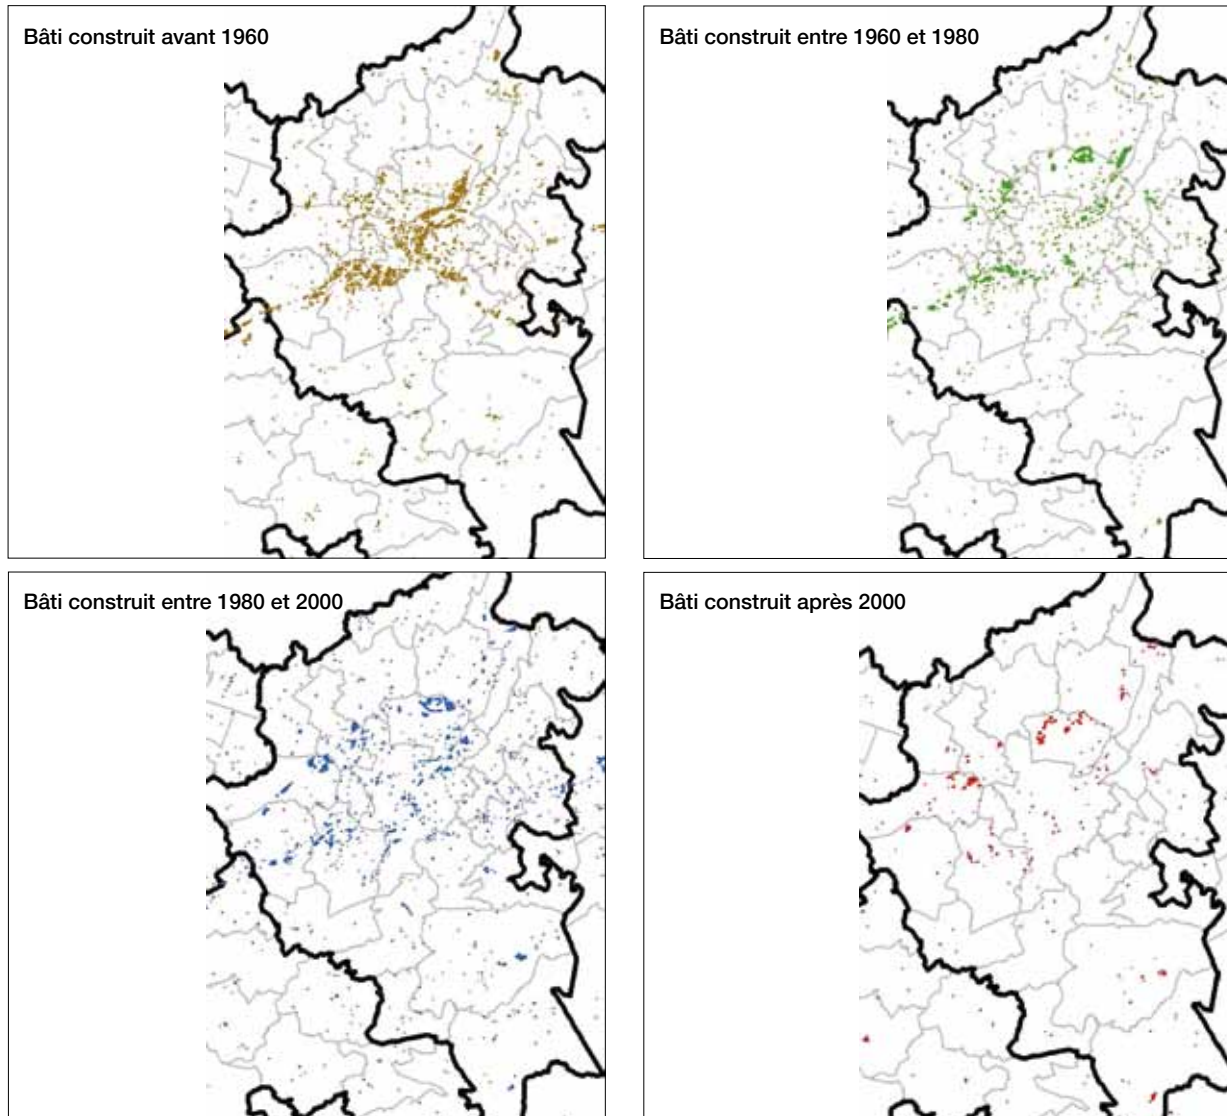 Bâti construit avant 1960
Bâti construit entre 1960 et 1980
Bâti construit entre 1980 et 2000
Bâti construit après 2000